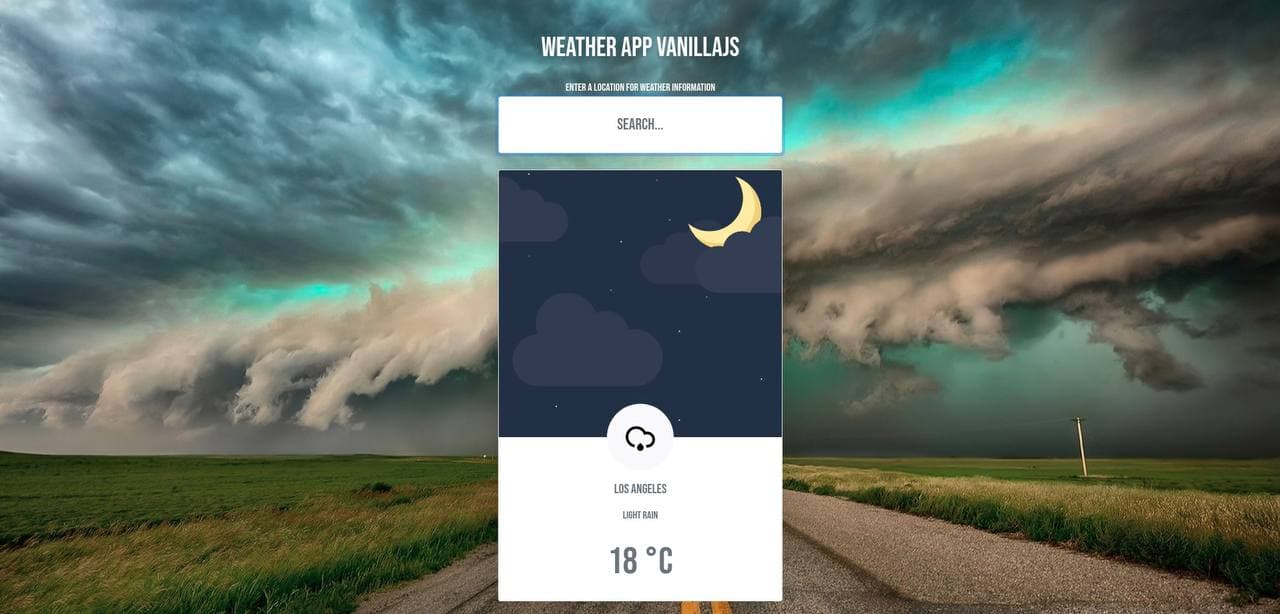 WEATHER APP VANILLAJS
ENTER A LOCATION FOR WEATHER INFORMATION
SEARCH...
LOS ANGELES
LIGHT RAIN
18 °C